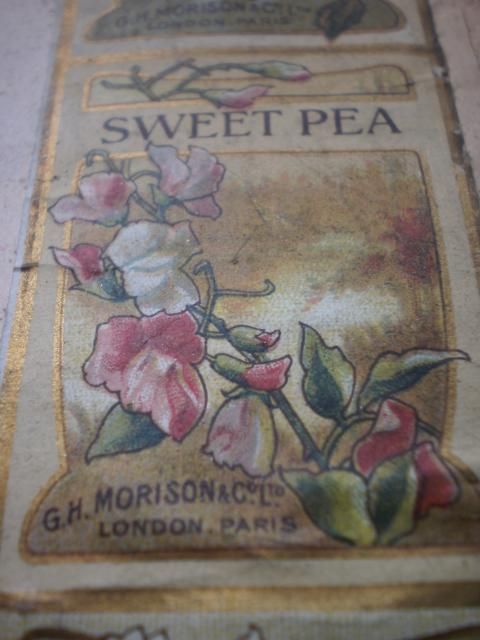 G.H. MORISON & Co. LTD
LONDON. PARIS
SWEET PEA
G.H. MORISON & Co. LTD
LONDON. PARIS